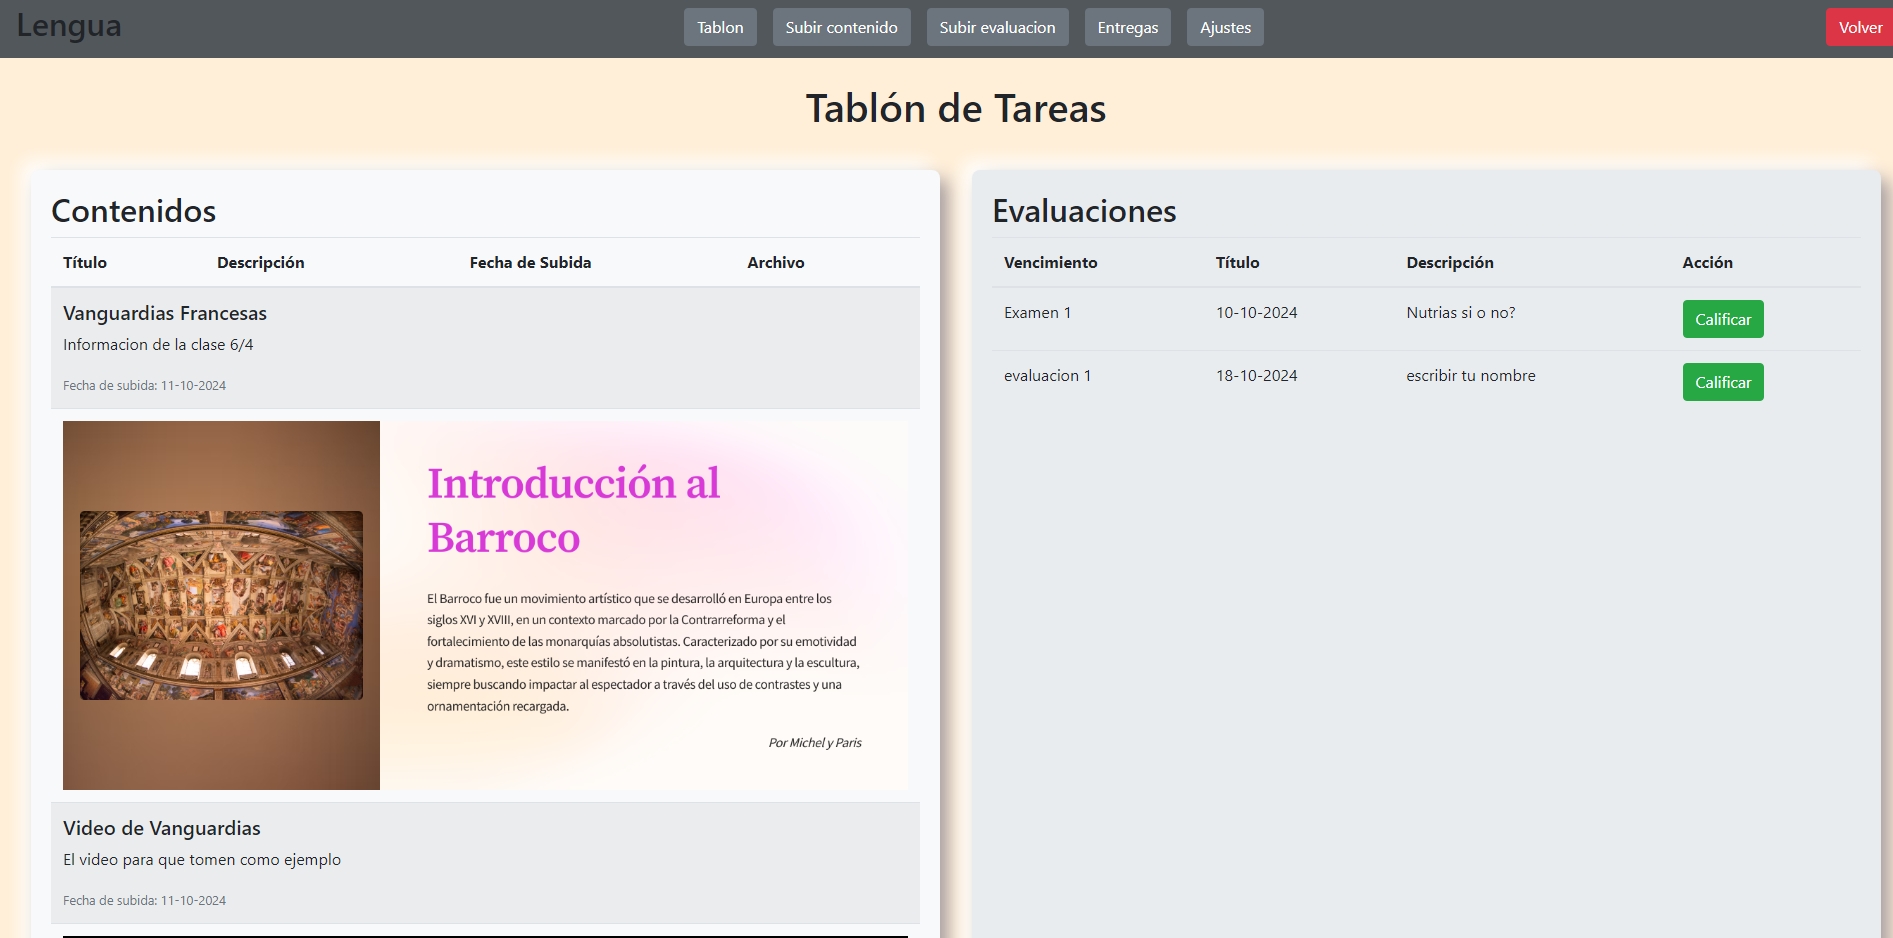 Lengua
Tablon
Subir contenido
Subir evaluacion
Entregas
Ajustes
Volver
Tablón de Tareas
Contenidos
Título Descripción Fecha de Subida Archivo
Vanguardias Francesas
Informacion de la clase 6/4
Fecha de subida: 11-10-2024
Introducción al
Barroco
El Barroco fue un movimiento artístico que se desarrolló en Europa entre los
siglos XVI y XVIII, en un contexto marcado por la Contrarreforma y el
fortalecimiento de las monarquías absolutistas. Caracterizado por su emotividad
y dramatismo, este estilo se manifestó en la pintura, la arquitectura y la escultura,
siempre buscando impactar al espectador a través del uso de contrastes y una
ornamentación recargada.
Por Michel y Paris
Video de Vanguardias
El video para que tomen como ejemplo
Fecha de subida: 11-10-2024
Evaluaciones
Vencimiento Título Descripción Acción
Examen 1 10-10-2024 Nutrias si o no? Calificar
evaluacion 1 18-10-2024 escribir tu nombre Calificar